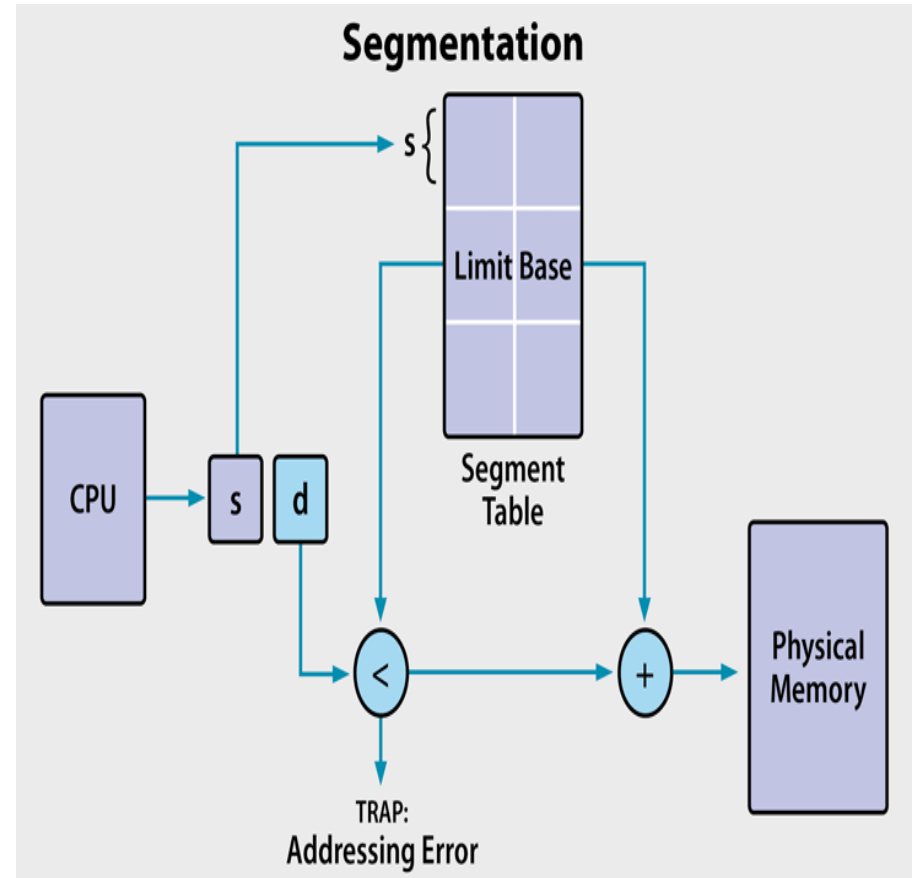 Segmentation
s {
Limit Base
Segment
Table
CPU
s
d
<
+
Physical
Memory
TRAP:
Addressing Error